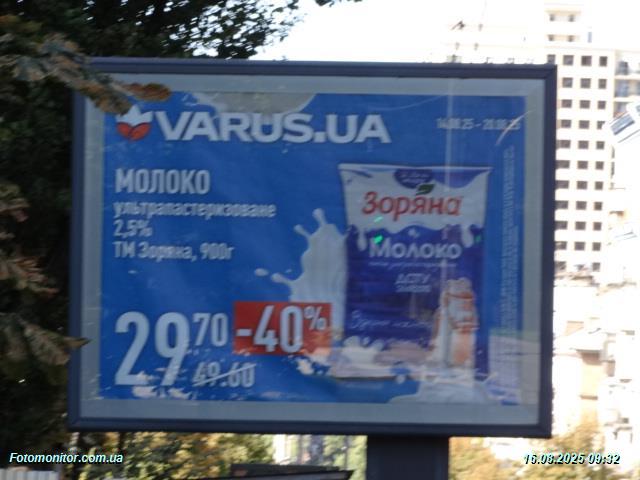 VARUS.UA
14.08.25 - 20.08.25
МОЛОКО
ультрапастеризоване
2,5%
ТМ Зоряна, 900г
29 70
-40%
49.60
Зоряна
Молоко
ДСТУ
Fotomonitor.com.ua
16.08.2025 09:32